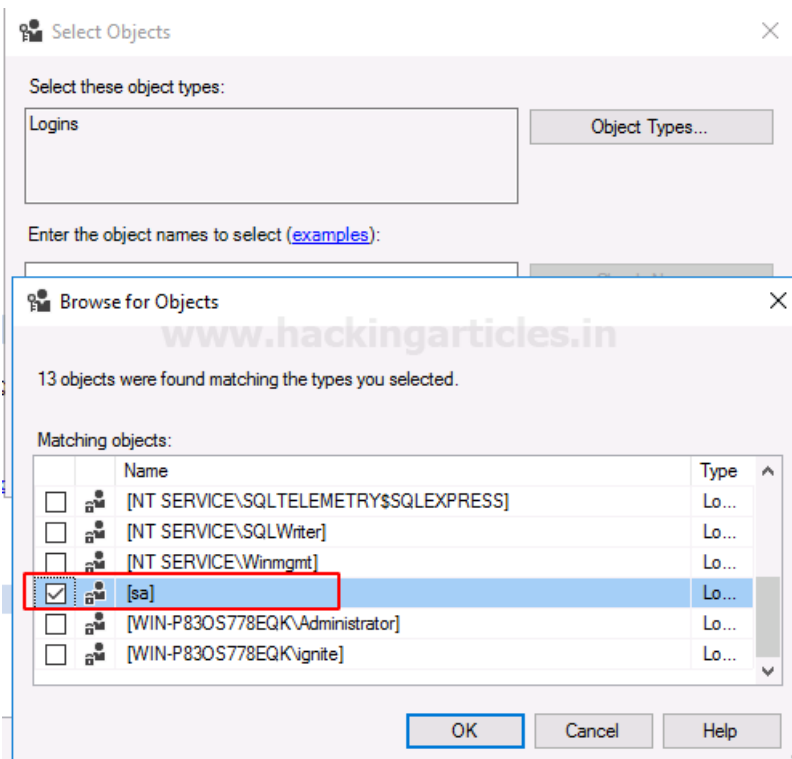 Select Objects
Select these object types:
Logins
Object Types...
Enter the object names to select (examples):
Browse for Objects
www.hackingarticles.in
13 objects were found matching the types you selected.
Matching objects:
Name Type
[NT SERVICE\SQLTELEMETRY$SQLEXPRESS] Lo...
[NT SERVICE\SQLWriter] Lo...
[NT SERVICE\Winmgmt] Lo...
[sa] Lo...
[WIN-P83OS778EQK\Administrator] Lo...
[WIN-P83OS778EQK\ignite] Lo...
OK Cancel Help